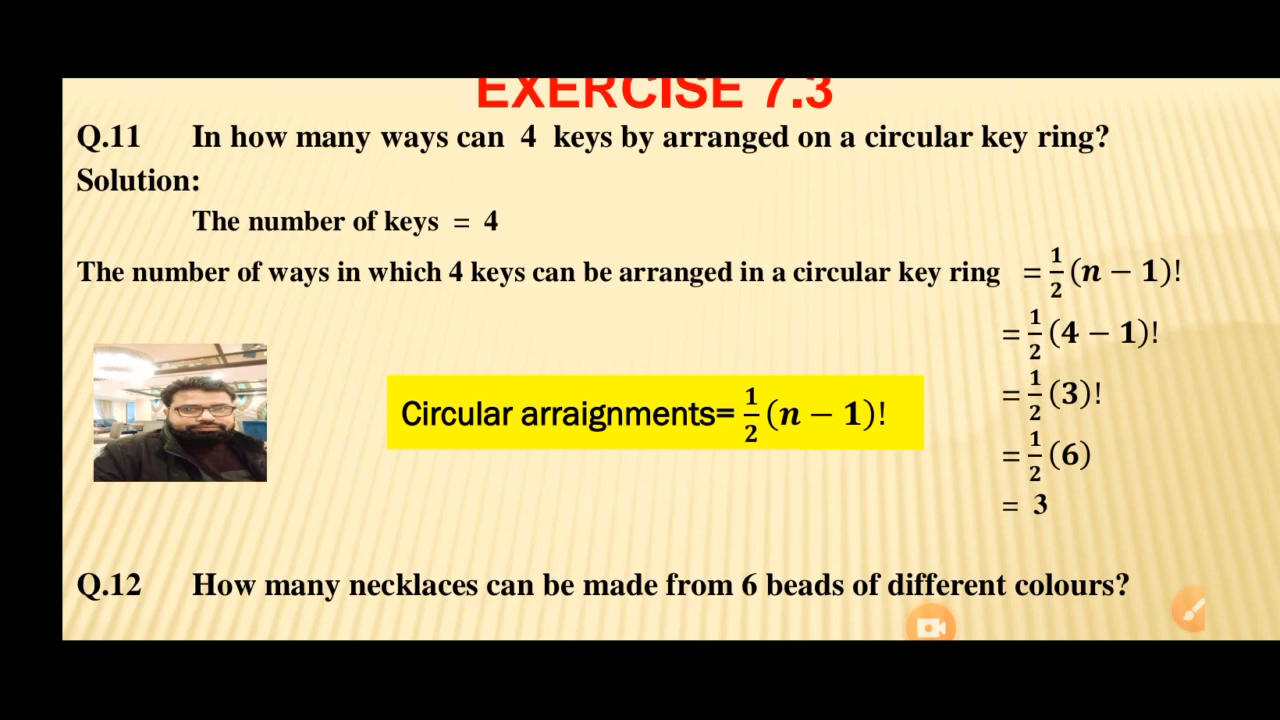 EXERCISE 7.3
Q.11 In how many ways can 4 keys by arranged on a circular key ring?
Solution:
The number of keys = 4
The number of ways in which 4 keys can be arranged in a circular key ring = 1/2 (n − 1)!
= 1/2 (4 − 1)!
= 1/2 (3)!
= 1/2 (6)
= 3
Circular arraignments= 1/2 (n − 1)!
Q.12 How many necklaces can be made from 6 beads of different colours?